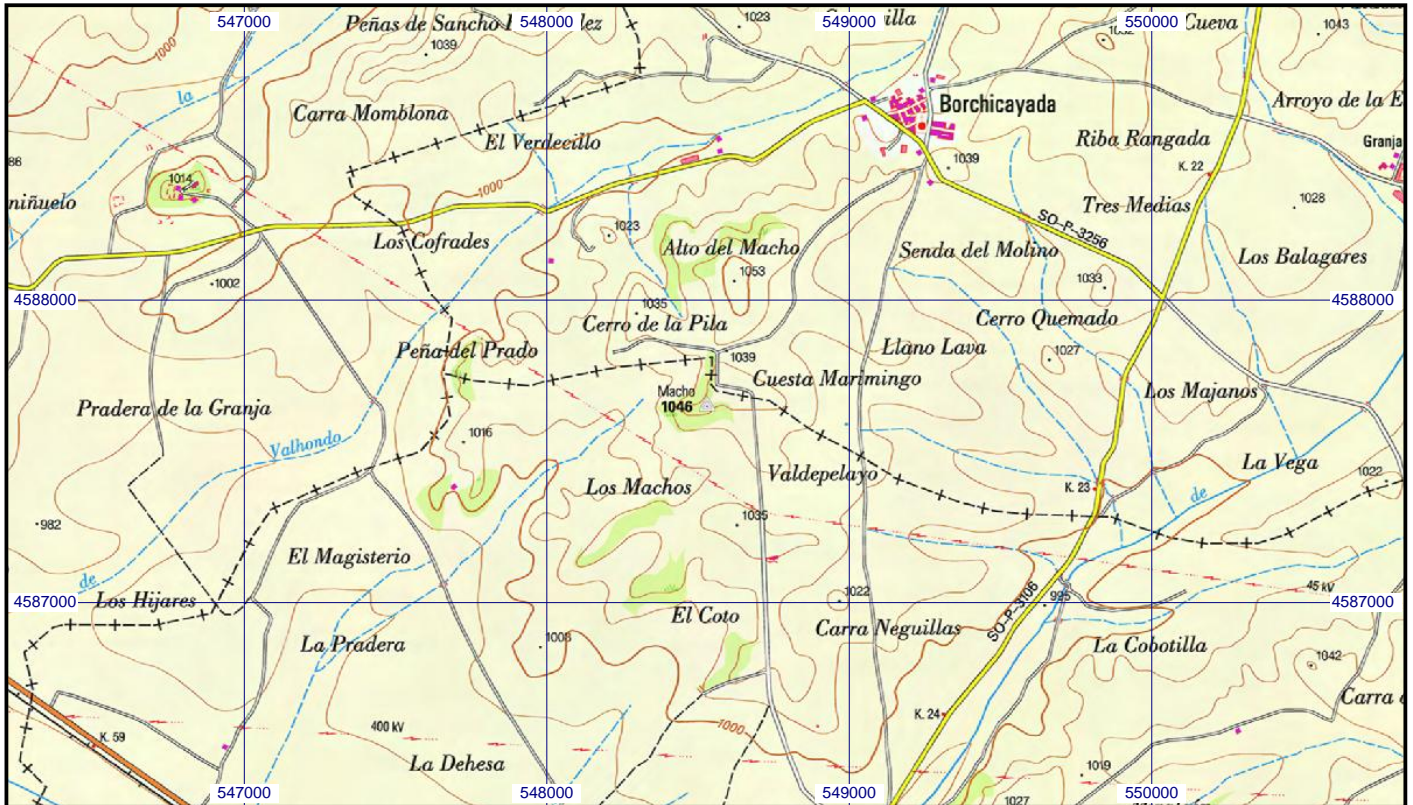 547000
548000
549000
550000
Peñas de Sancho
1023
Cueva
1043
1000
1039
la
Carra Momblona
El Verdecillo
Borchicayada
Riba Rangada
Arroyo de la E
Granja
86
1014
1000
1039
K. 22
1028
niñuelo
Tres Medias
SO-P-3256
Los Cofrades
1023
Alto del Macho
Senda del Molino
Los Balagares
1002
1053
1033
4588000
4588000
1035
Cerro de la Pila
Cerro Quemado
Peña del Prado
1039
Llano Lava
1027
Macho
1046
Cuesta Marimingo
Los Majanos
Pradera de la Granja
Valhondo
1016
Valdepelayo
La Vega
1022
Los Machos
K. 23
de
982
1035
El Magisterio
de
45 kV
Los Hijares
4587000
1022
995
4587000
SO-P-3106
El Coto
Carra Neguillas
La Pradera
1003
La Cobotilla
1042
Carra
K. 24
1000
K. 59
400 kV
La Dehesa
1019
547000
548000
549000
550000
1027